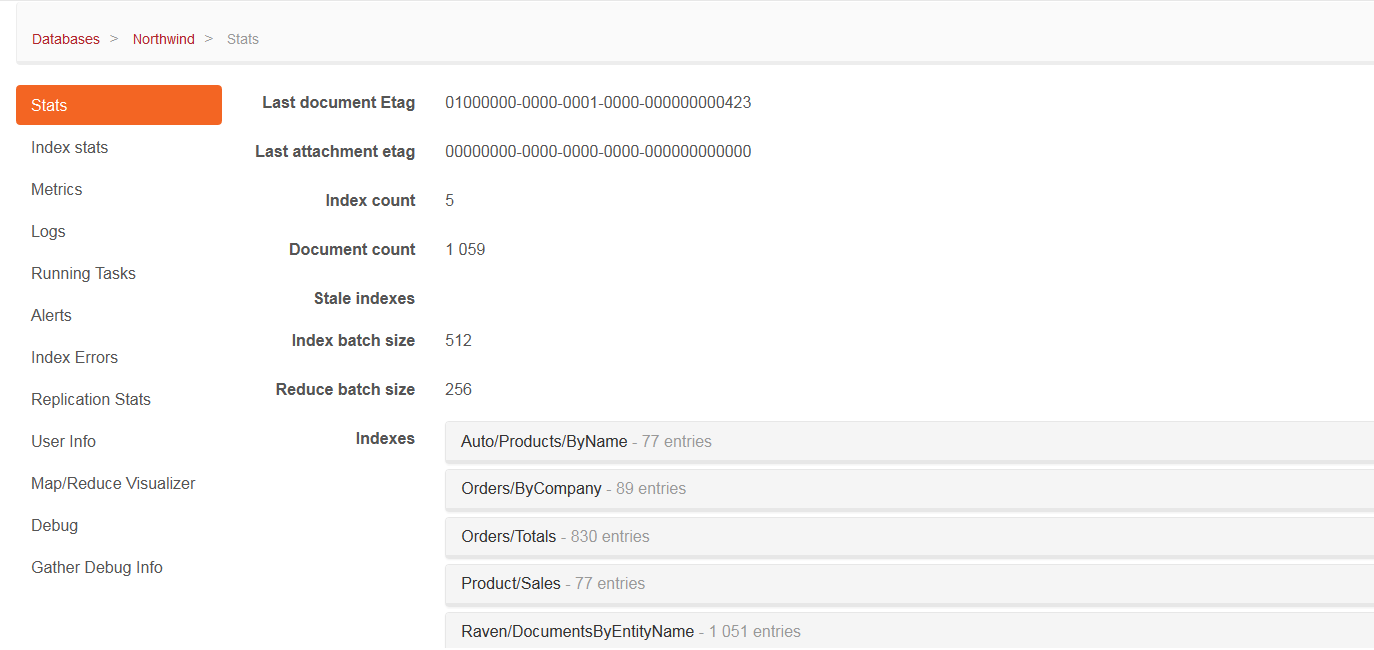 Databases > Northwind > Stats
Stats
Index stats
Metrics
Logs
Running Tasks
Alerts
Index Errors
Replication Stats
User Info
Map/Reduce Visualizer
Debug
Gather Debug Info
Last document Etag 01000000-0000-0001-0000-000000000423
Last attachment etag 00000000-0000-0000-0000-000000000000
Index count 5
Document count 1 059
Stale indexes
Index batch size 512
Reduce batch size 256
Indexes
Auto/Products/ByName - 77 entries
Orders/ByCompany - 89 entries
Orders/Totals - 830 entries
Product/Sales - 77 entries
Raven/DocumentsByEntityName - 1 051 entries